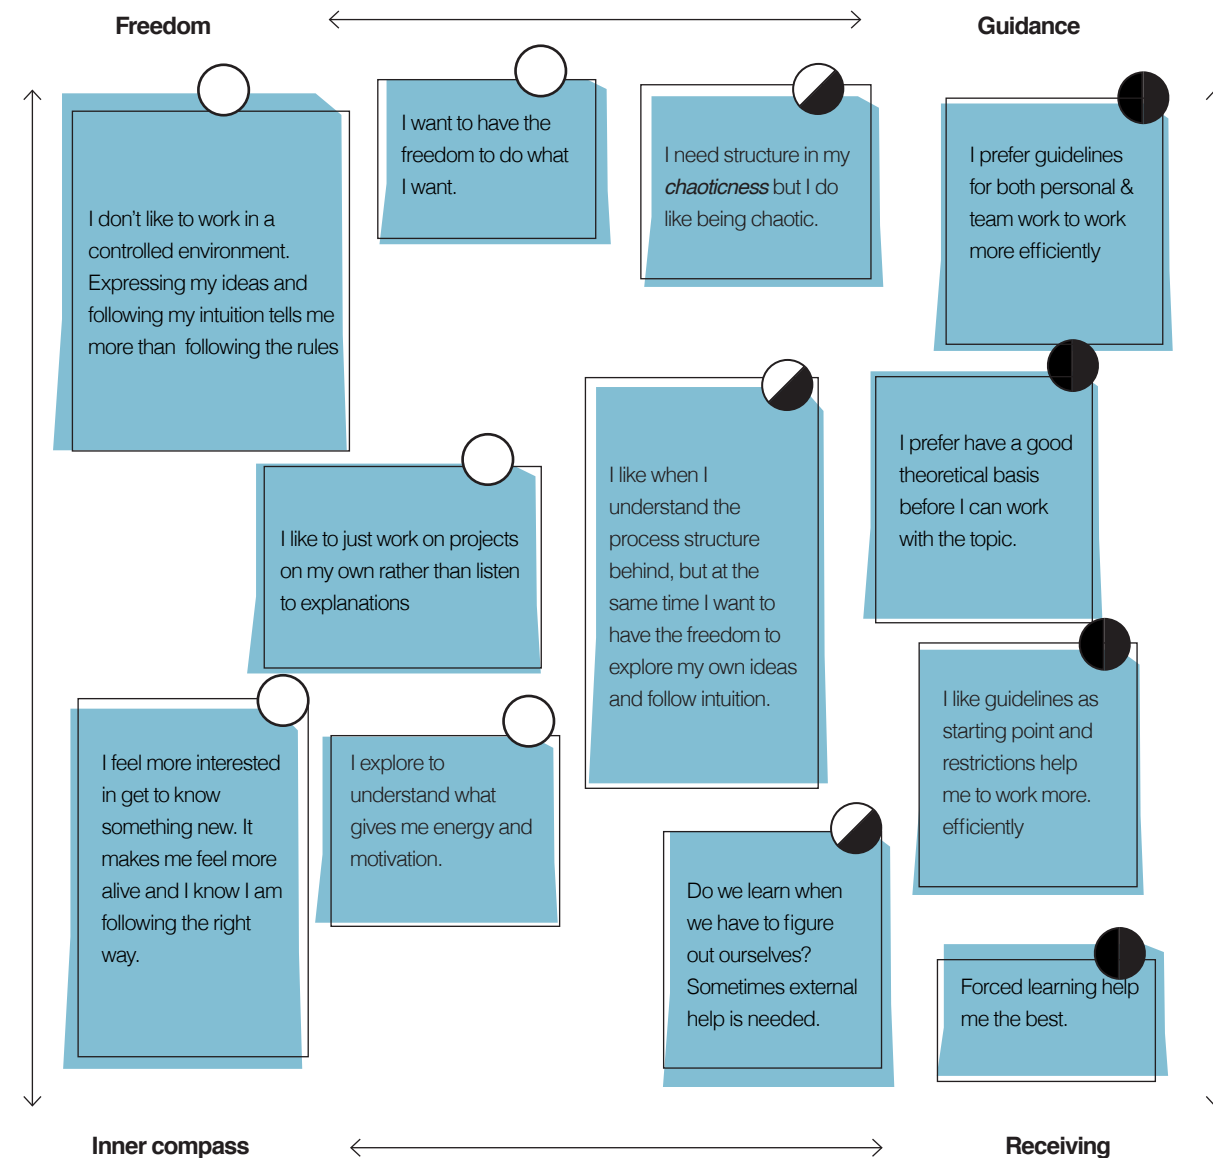 Freedom
Guidance
I don't like to work in a
controlled environment.
Expressing my ideas and
following my intuition tells me
more than  following the rules
I want to have the
freedom to do what
I want.
I need structure in my
chaoticness but I do
like being chaotic.
I prefer guidelines
for both personal &
team work to work
more efficiently
I like to just work on projects
on my own rather than listen
to explanations
I like when I
understand the
process structure
behind, but at the
same time I want to
have the freedom to
explore my own ideas
and follow intuition.
I prefer have a good
theoretical basis
before I can work
with the topic.
I feel more interested
in get to know
something new. It
makes me feel more
alive and I know I am
following the right
way.
I explore to
understand what
gives me energy and
motivation.
Do we learn when
we have to figure
out ourselves?
Sometimes external
help is needed.
I like guidelines as
starting point and
restrictions help
me to work more.
efficiently
Forced learning help
me the best.
Inner compass
Receiving